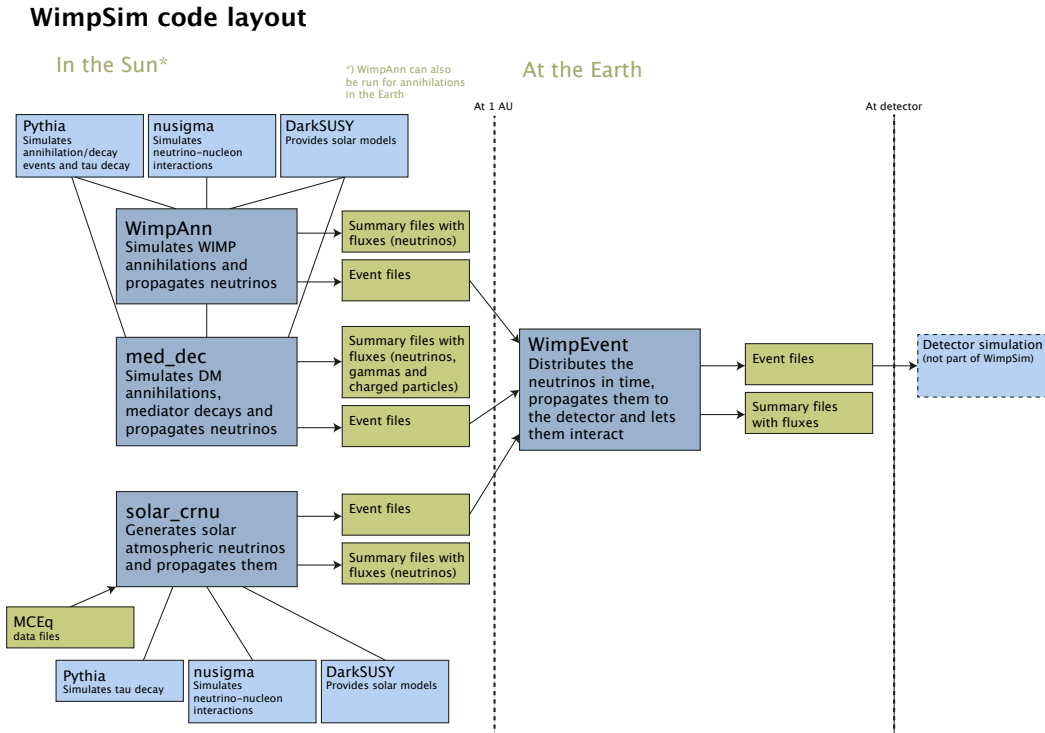 WimpSim code layout
In the Sun*
*) WimpAnn can also
be run for annihilations
in the Earth
At the Earth
At 1 AU
At detector
Pythia
Simulates
annihilation/decay
events and tau decay
nusigma
Simulates
neutrino-nucleon
interactions
DarkSUSY
Provides solar models
WimpAnn
Simulates WIMP
annihilations and
propagates neutrinos
Summary files with
fluxes (neutrinos)
Event files
med_dec
Simulates DM
annihilations,
mediator decays and
propagates neutrinos
Summary files with
fluxes (neutrinos,
gammas and
charged particles)
Event files
WimpEvent
Distributes the
neutrinos in time,
propagates them to
the detector and lets
them interact
Event files
Summary files
with fluxes
Detector simulation
(not part of WimpSim)
solar_crnu
Generates solar
atmospheric neutrinos
and propagates them
Event files
Summary files with
fluxes (neutrinos)
MCEq
data files
Pythia
Simulates tau decay
nusigma
Simulates
neutrino-nucleon
interactions
DarkSUSY
Provides solar models